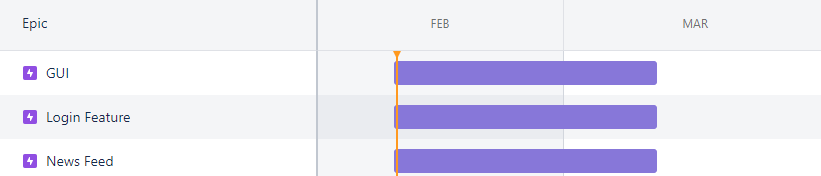 Epic
FEB
MAR
GUI
Login Feature
News Feed